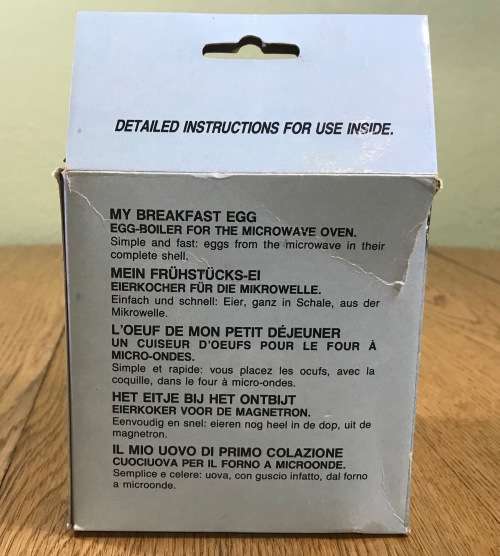 DETAILED INSTRUCTIONS FOR USE INSIDE.
MY BREAKFAST EGG
EGG-BOILER FOR THE MICROWAVE OVEN.
Simple and fast: eggs from the microwave in their
complete shell.
MEIN FRÜHSTÜCKS-EI
EIERKOCHER FÜR DIE MIKROWELLE.
Einfach und schnell: Eier, ganz in Schale, aus der
Mikrowelle.
L'OEUF DE MON PETIT DÉJEUNER
UN CUISEUR D'OEUFS POUR LE FOUR À
MICRO-ONDES.
Simple et rapide: vous placez les ocufs, avec la
coquille, dans le four à micro-ondes.
HET EITJE BIJ HET ONTBIJT
EIERKOKER VOOR DE MAGNETRON.
Eenvoudig en snel: eieren nog heel in de dop, uit de
magnetron.
IL MIO UOVO DI PRIMO COLAZIONE
CUOCIUOVA PER IL FORNO A MICROONDE.
Semplice e celere: uova, con guscio infatto, dal forno
a microonde.